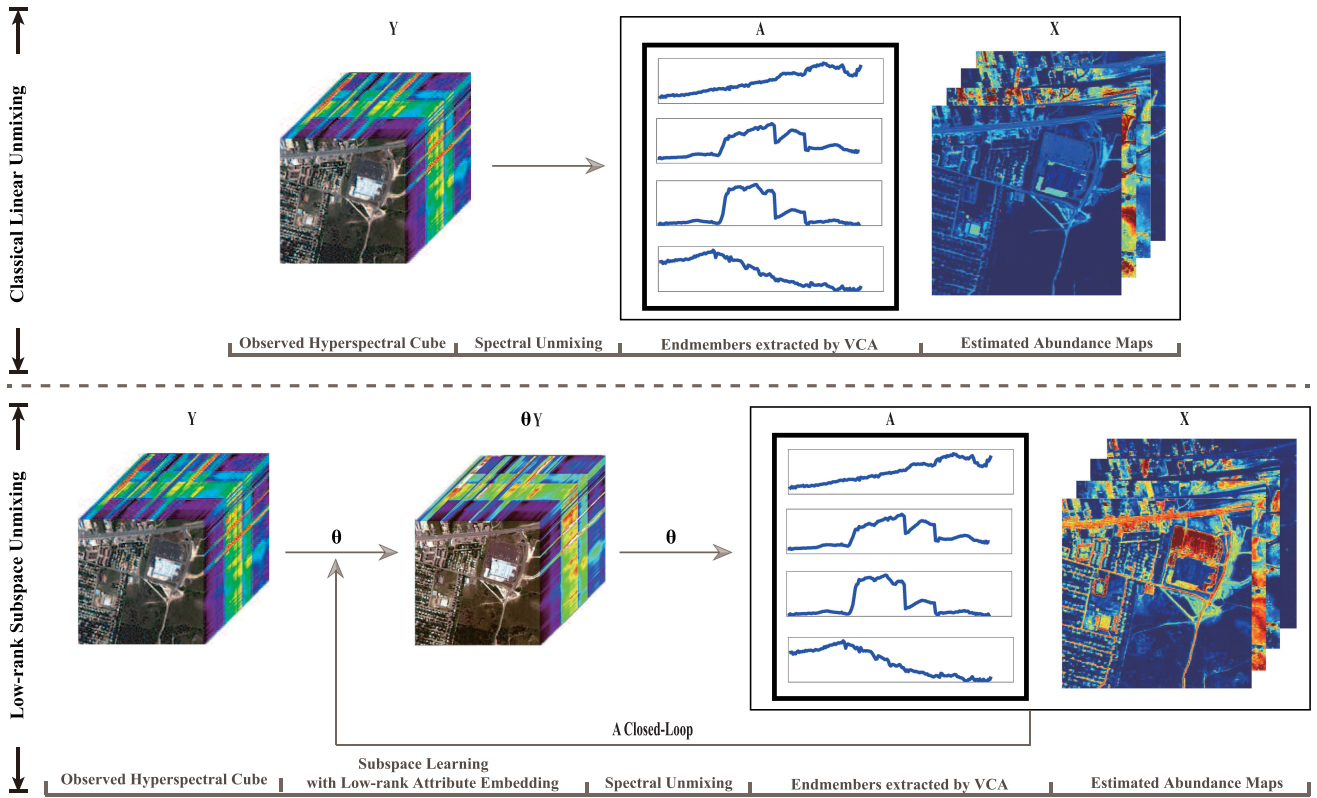 Classical Linear Unmixing
Y
A
X
Observed Hyperspectral Cube
Spectral Unmixing
Endmembers extracted by VCA
Estimated Abundance Maps
Low-rank Subspace Unmixing
Y
θ Y
A
X
θ
θ
A Closed-Loop
Observed Hyperspectral Cube
Subspace Learning
with Low-rank Attribute Embedding
Spectral Unmixing
Endmembers extracted by VCA
Estimated Abundance Maps